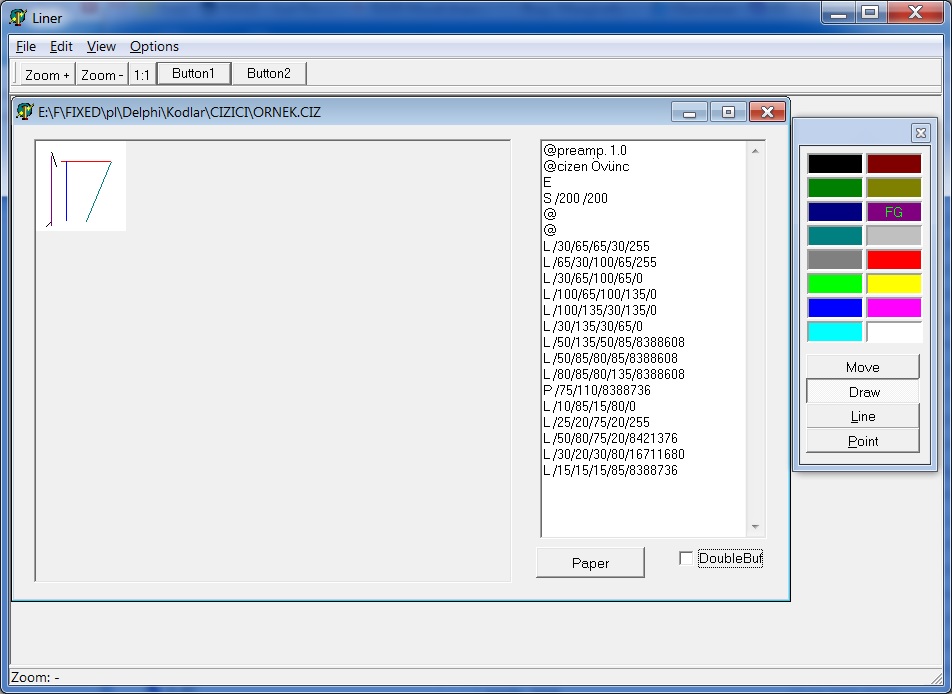 Liner
File Edit View Options
Zoom + Zoom - 1:1 Button1 Button2
E:\F\FIXED\pl\Delphi\Kodlar\CIZICI\ORNEK.CIZ
@preamp. 1.0
@cizen Övünc
E
S /200 /200
@
@
L /30/65/65/30/255
L /65/30/100/65/255
L /30/65/100/65/0
L /100/65/100/135/0
L /100/135/30/135/0
L /30/135/30/65/0
L /50/135/50/85/8388608
L /50/85/80/85/8388608
L /80/85/80/135/8388608
P /75/110/8388736
L /10/85/15/80/0
L /25/20/75/20/255
L /50/80/75/20/8421376
L /30/20/30/80/16711680
L /15/15/15/85/8388736
Paper
DoubleBuf
FG
Move
Draw
Line
Point
Zoom: -